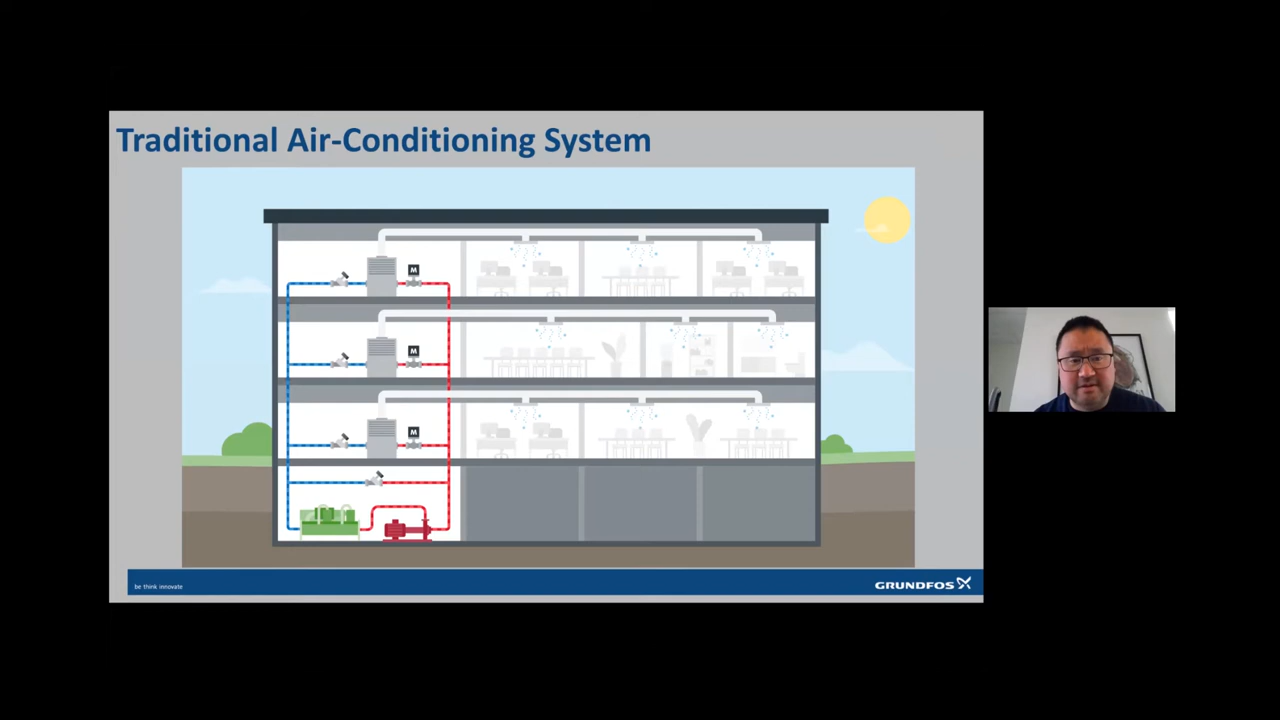 Traditional Air-Conditioning System
M
M
M
be think innovate
GRUNDFOS